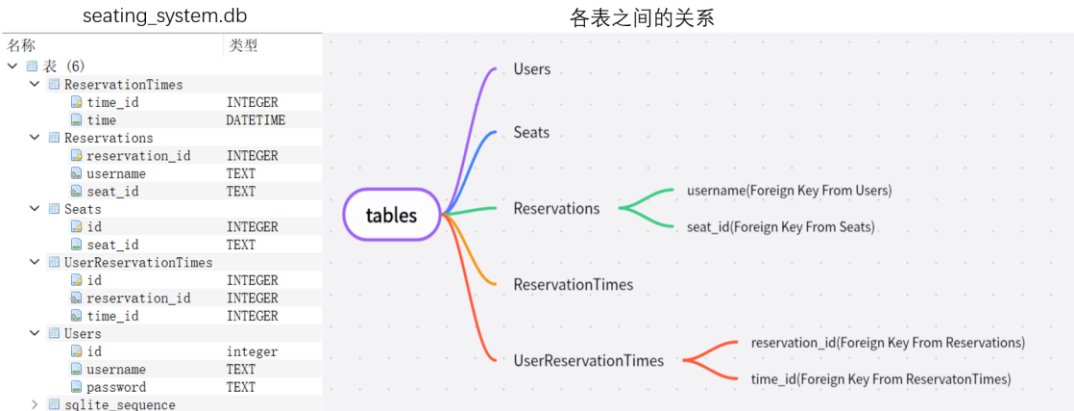 seating_system.db
各表之间的关系
名称 类型
表 (6)
ReservationTimes
time_id INTEGER
time DATETIME
Reservations
reservation_id INTEGER
username TEXT
seat_id TEXT
Seats
id INTEGER
seat_id TEXT
UserReservationTimes
id INTEGER
reservation_id INTEGER
time_id INTEGER
Users
id integer
username TEXT
password TEXT
sqlite_sequence
tables
Users
Seats
Reservations
username(Foreign Key From Users)
seat_id(Foreign Key From Seats)
ReservationTimes
UserReservationTimes
reservation_id(Foreign Key From Reservations)
time_id(Foreign Key From ReservatonTimes)